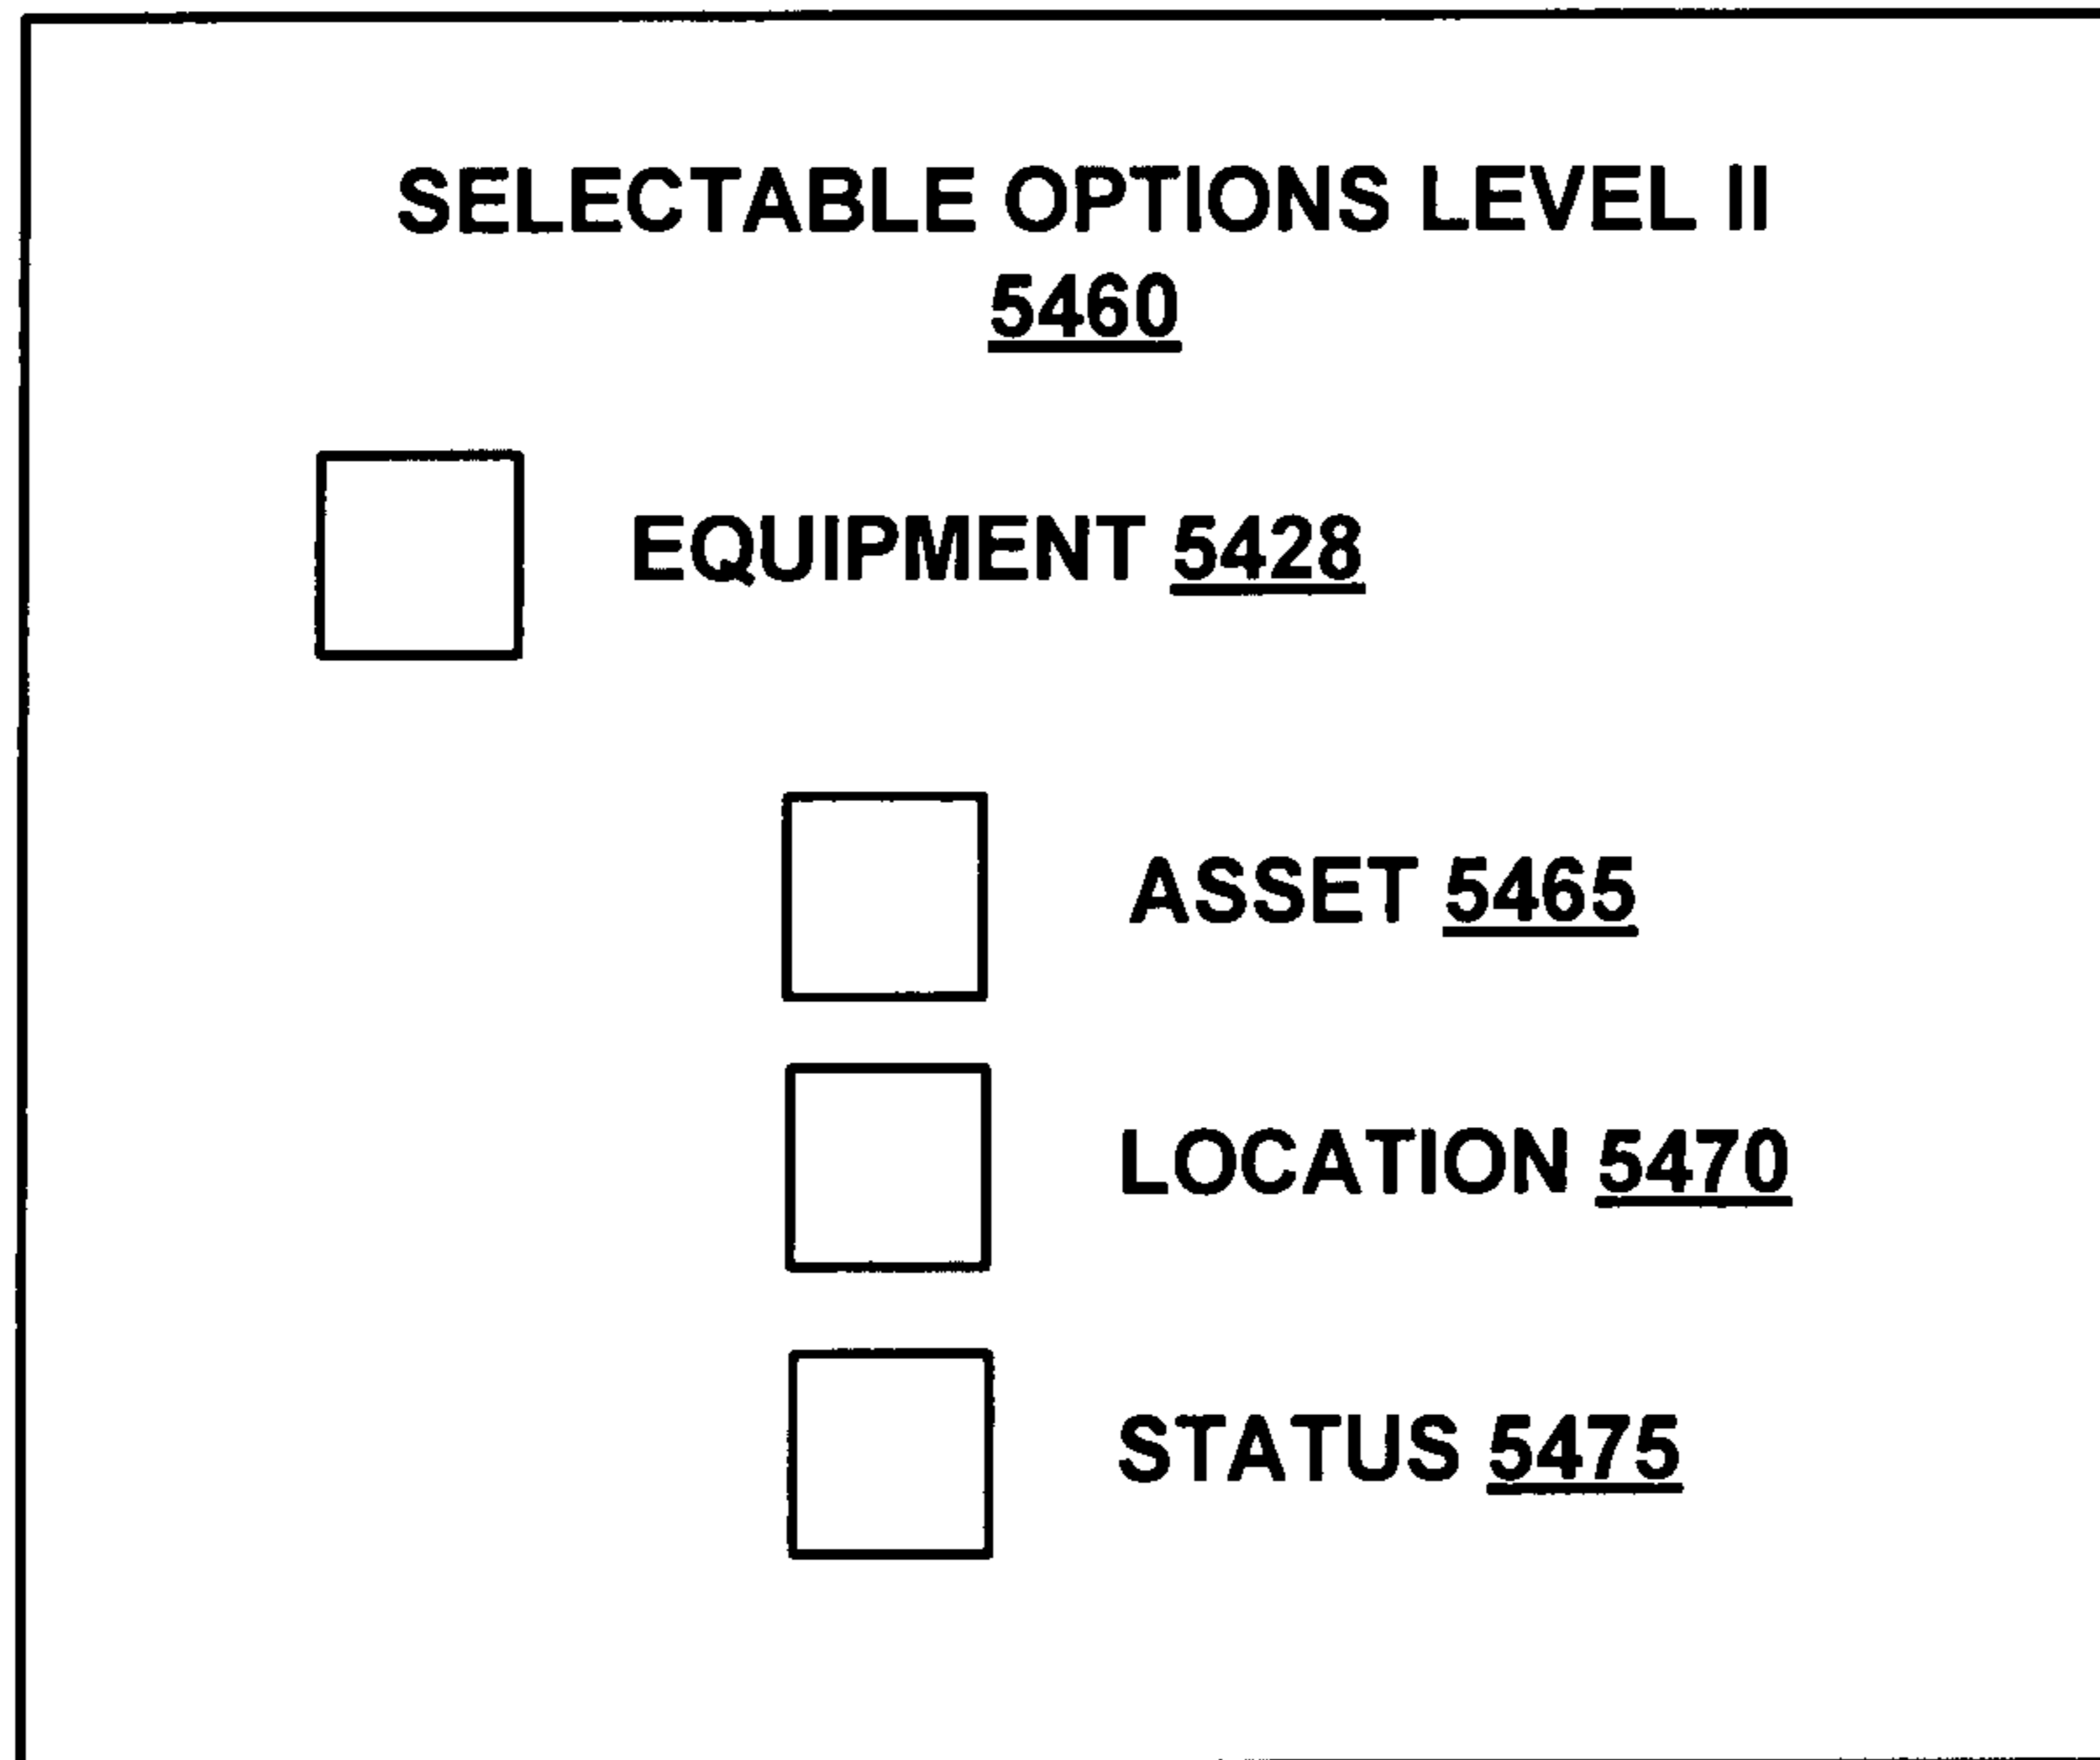 SELECTABLE OPTIONS LEVEL II
5460
EQUIPMENT 5428
ASSET 5465
LOCATION 5470
STATUS 5475